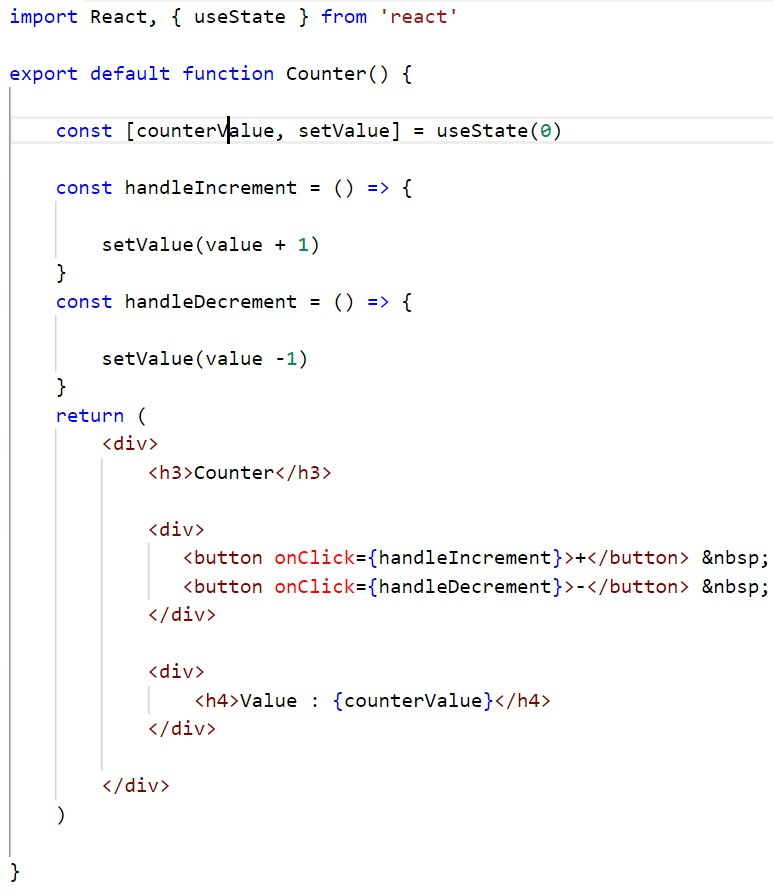 import React, { useState } from 'react'
export default function Counter() {
const [counterValue, setValue] = useState(0)
const handleIncrement = () => {
setValue(value + 1)
}
const handleDecrement = () => {
setValue(value -1)
}
return (
<div>
<h3>Counter</h3>
<div>
<button onClick={handleIncrement}>+</button> &nbsp;
<button onClick={handleDecrement}>-</button> &nbsp;
</div>
<div>
<h4>Value : {counterValue}</h4>
</div>
</div>
)
}